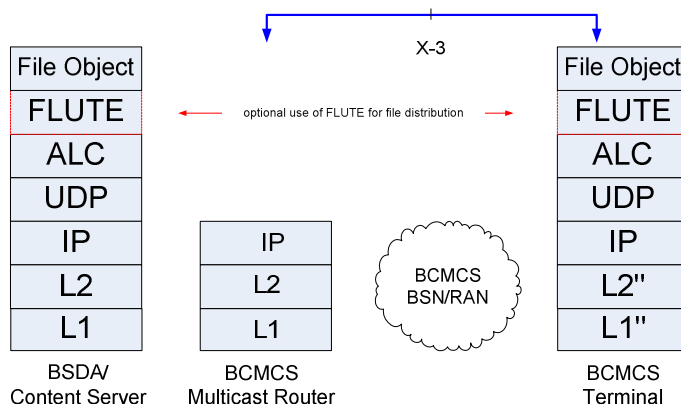 X-3
File Object
FLUTE
ALC
UDP
IP
L2
L1
BSDA/
Content Server
optional use of FLUTE for file distribution
IP
L2
L1
BCMCS
Multicast Router
BCMCS
BSN/RAN
File Object
FLUTE
ALC
UDP
IP
L2"
L1"
BCMCS
Terminal